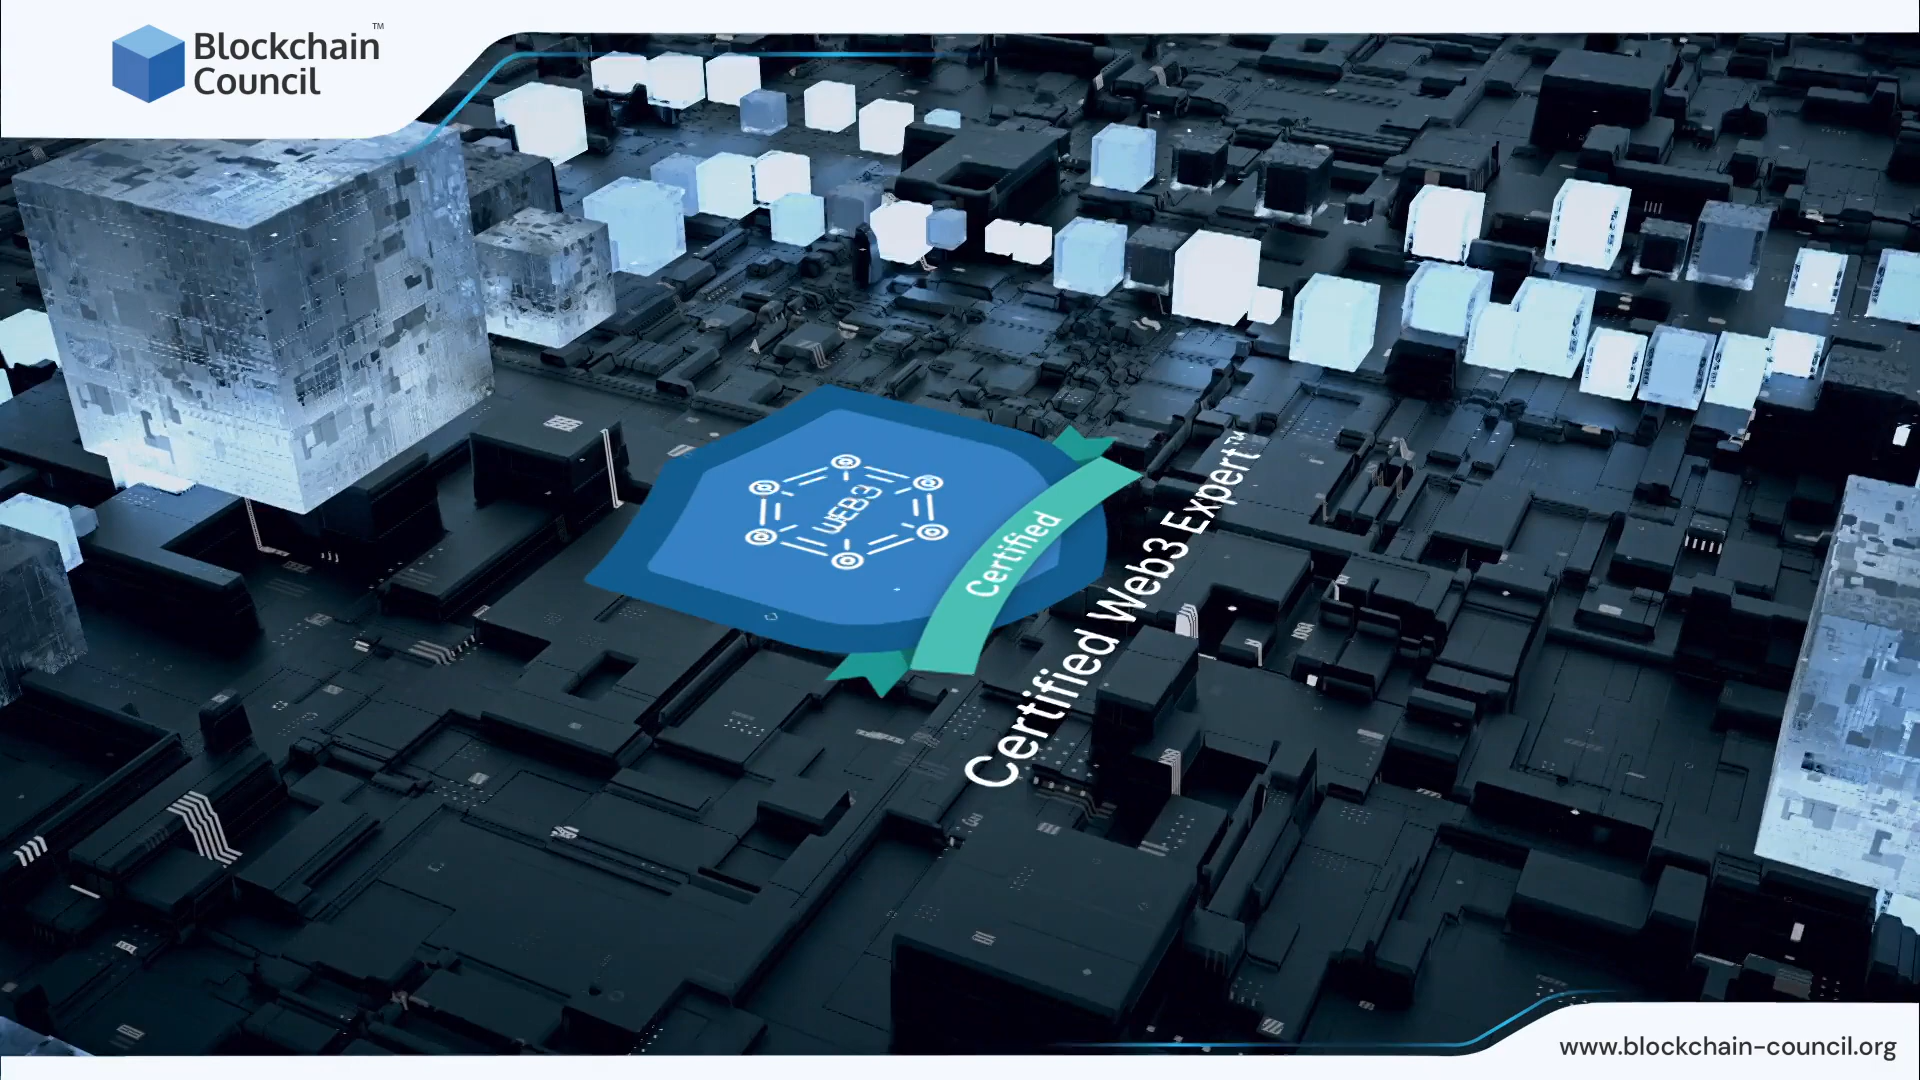 Blockchain™
Council
WEB3
Certified
Certified Web3 Expert™
www.blockchain-council.org